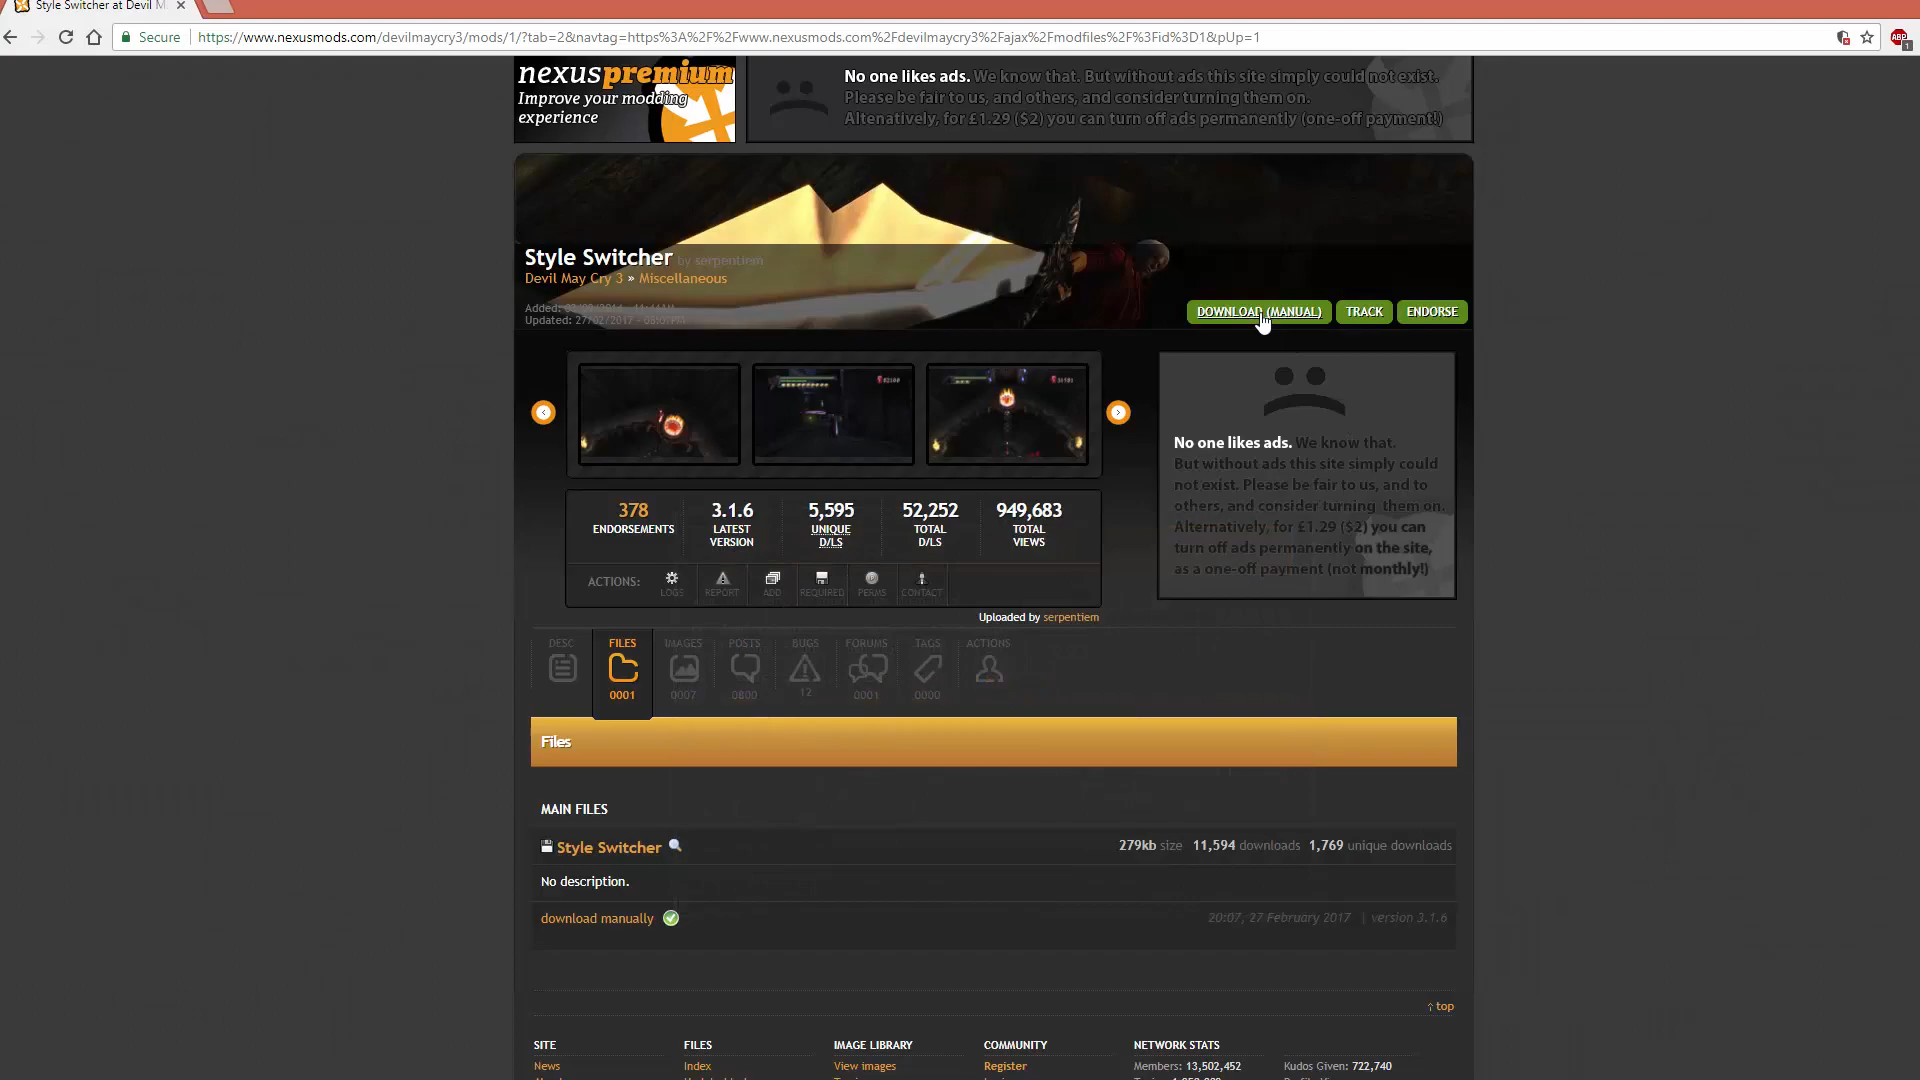 Style Switcher at Devil M
Secure
https://www.nexusmods.com/devilmaycry3/mods/1/?tab=2&navtag=https%3A%2F%2Fwww.nexusmods.com%2Fdevilmaycry3%2Fajax%2Fmodfiles%2F%3Fid%3D1&pUp=1
ABP
1
nexuspremium
Improve your modding
experience
No one likes ads. We know that. But without ads this site simply could not exist.
Please be fair to us, and others, and consider turning them on.
Altenatively, for £1.29 ($2) you can turn off ads permanently (one-off payment!)
Style Switcher by serpentiem
Devil May Cry 3 » Miscellaneous
Added:
Updated: 27/02/2017 -
DOWNLOAD (MANUAL)
TRACK
ENDORSE
No one likes ads. We know that.
But without ads this site simply could
not exist. Please be fair to us, and to
others, and consider turning them on.
Alternatively, for £1.29 ($2) you can
turn off ads permanently on the site,
as a one-off payment (not monthly!)
378 3.1.6 5,595 52,252 949,683
ENDORSEMENTS LATEST UNIQUE TOTAL TOTAL
VERSION D/LS D/LS VIEWS
ACTIONS: LOGS REPORT ADD REQUIRED PERMS CONTACT
Uploaded by serpentiem
DESC FILES IMAGES POSTS BUGS FORUMS TAGS ACTIONS
0001 0007 0800 12 0001 0000
Files
MAIN FILES
Style Switcher
279kb size 11,594 downloads 1,769 unique downloads
No description.
download manually
20:07, 27 February 2017 | version 3.1.6
↑ top
SITE FILES IMAGE LIBRARY COMMUNITY NETWORK STATS
News Index View images Register Members: 13,502,452 Kudos Given: 722,740